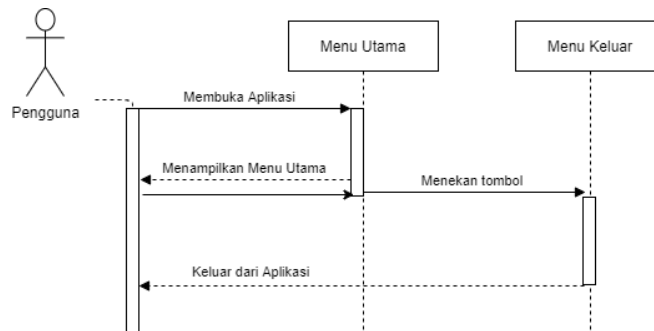 Menu Utama
Menu Keluar
Pengguna
Membuka Aplikasi
Menampilkan Menu Utama
Menekan tombol
Keluar dari Aplikasi